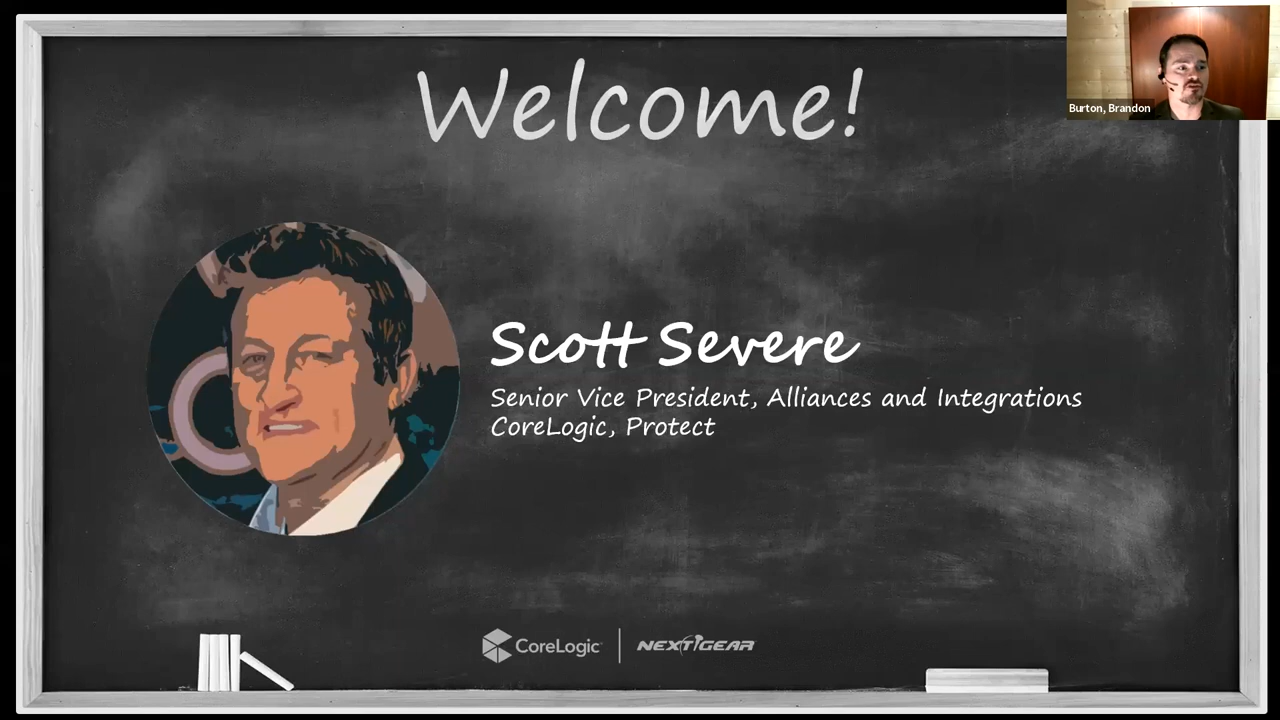 Welcome!
Burton, Brandon
Scott Severe
Senior Vice President, Alliances and Integrations
CoreLogic, Protect
CoreLogic
NEXTGEAR